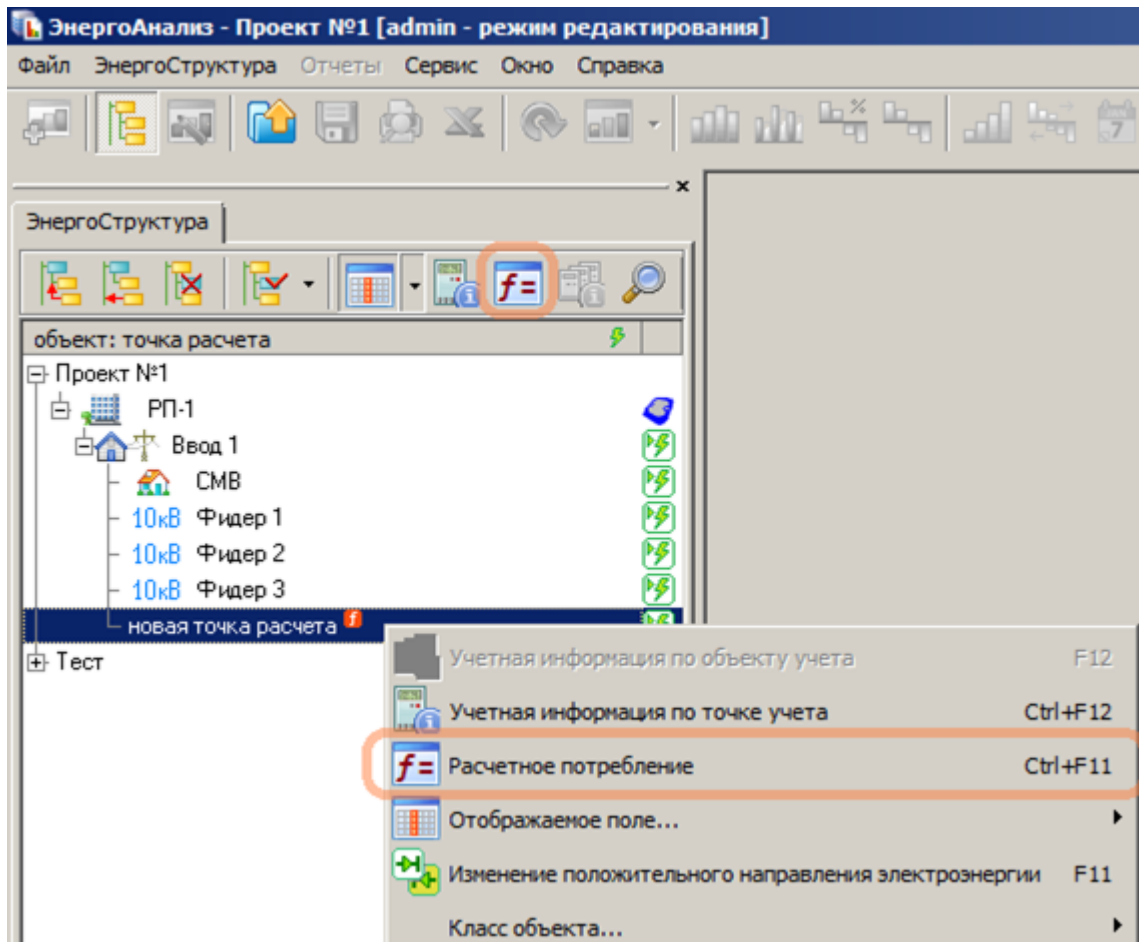 ЭнергоАнализ - Проект №1 [admin - режим редактирования]
Файл ЭнергоСтруктура Отчеты Сервис Окно Справка
ЭнергоСтруктура
f=
объект: точка расчета
Проект №1
РП-1
Ввод 1
СМВ
10кВ Фидер 1
10кВ Фидер 2
10кВ Фидер 3
новая точка расчета f
Тест
Учетная информация по объекту учета F12
Учетная информация по точке учета Ctrl+F12
f= Расчетное потребление Ctrl+F11
Отображаемое поле...
Изменение положительного направления электроэнергии F11
Класс объекта...